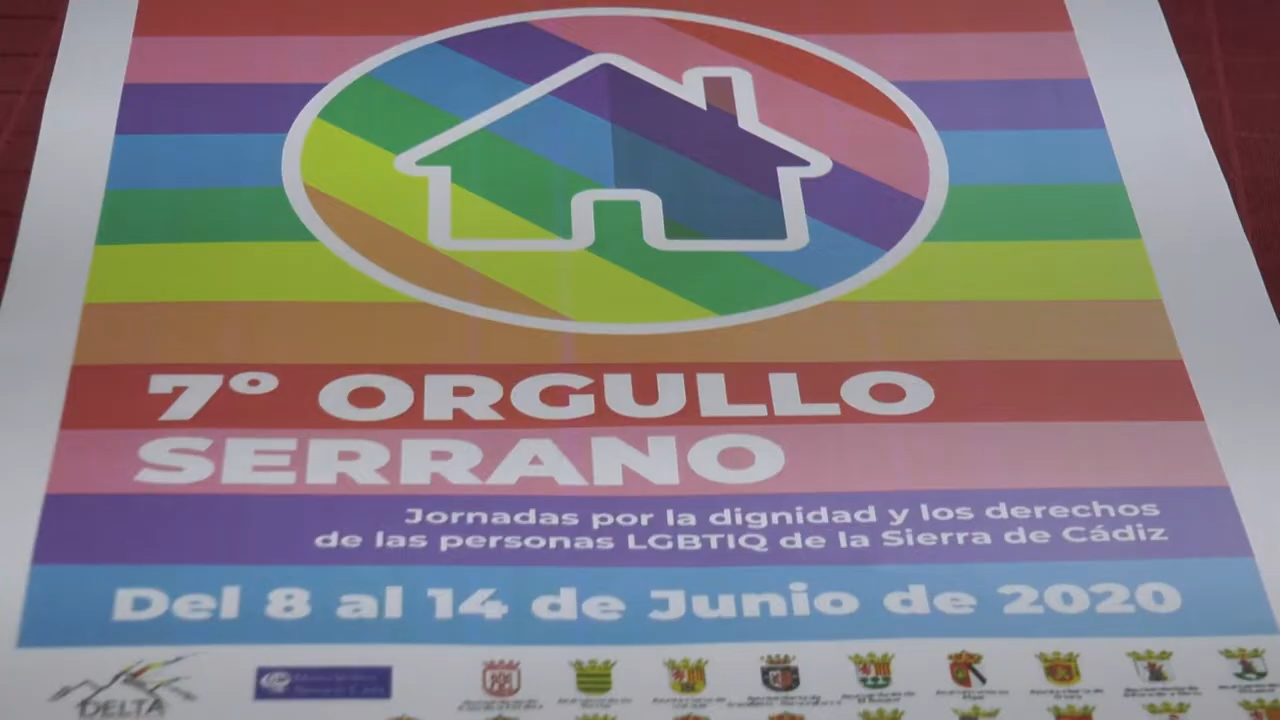 7º ORGULLO
SERRANO
Jornadas por la dignidad y los derechos
de las personas LGBTIQ de la Sierra de Cádiz
Del 8 al 14 de Junio de 2020
DELTA